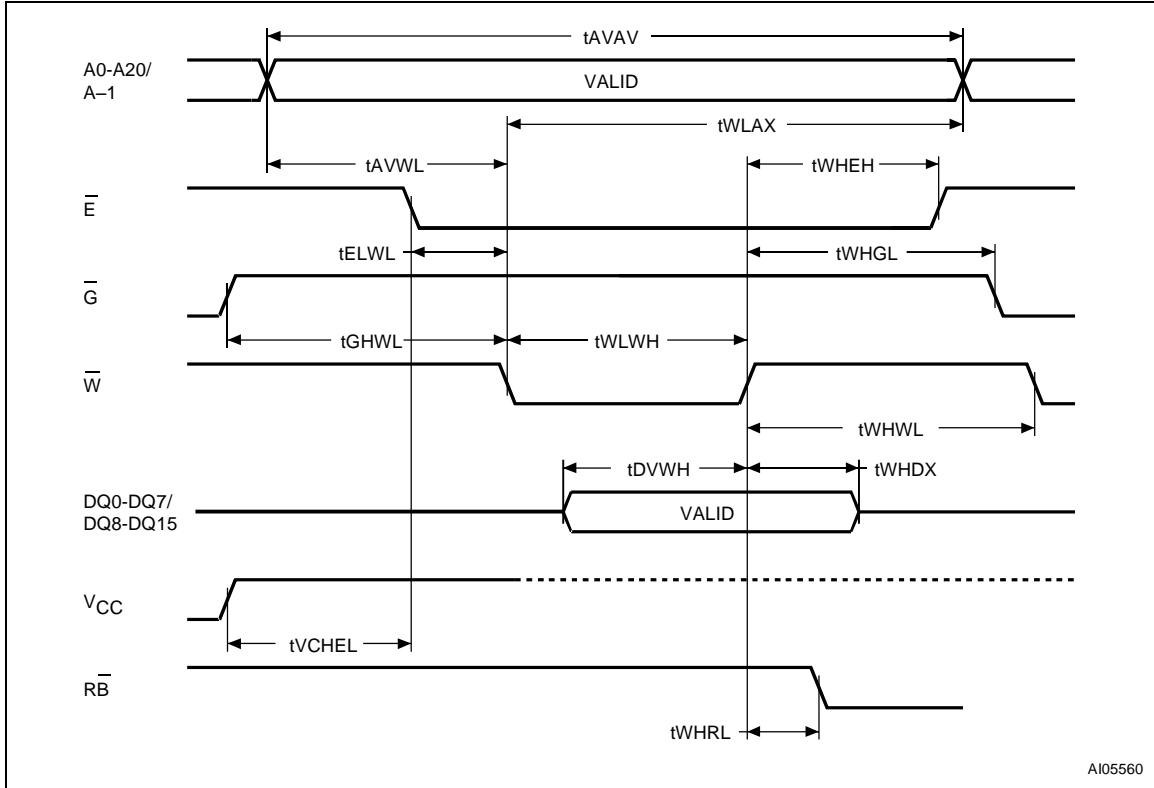 tAVAV
A0-A20/
A–1
VALID
tWLAX
tAVWL
tWHEH
E
tELWL
tWHGL
G
tGHWL
tWLWH
W
tWHWL
tDVWH
tWHDX
DQ0-DQ7/
DQ8-DQ15
VALID
VCC
tVCHEL
RB
tWHRL
AI05560